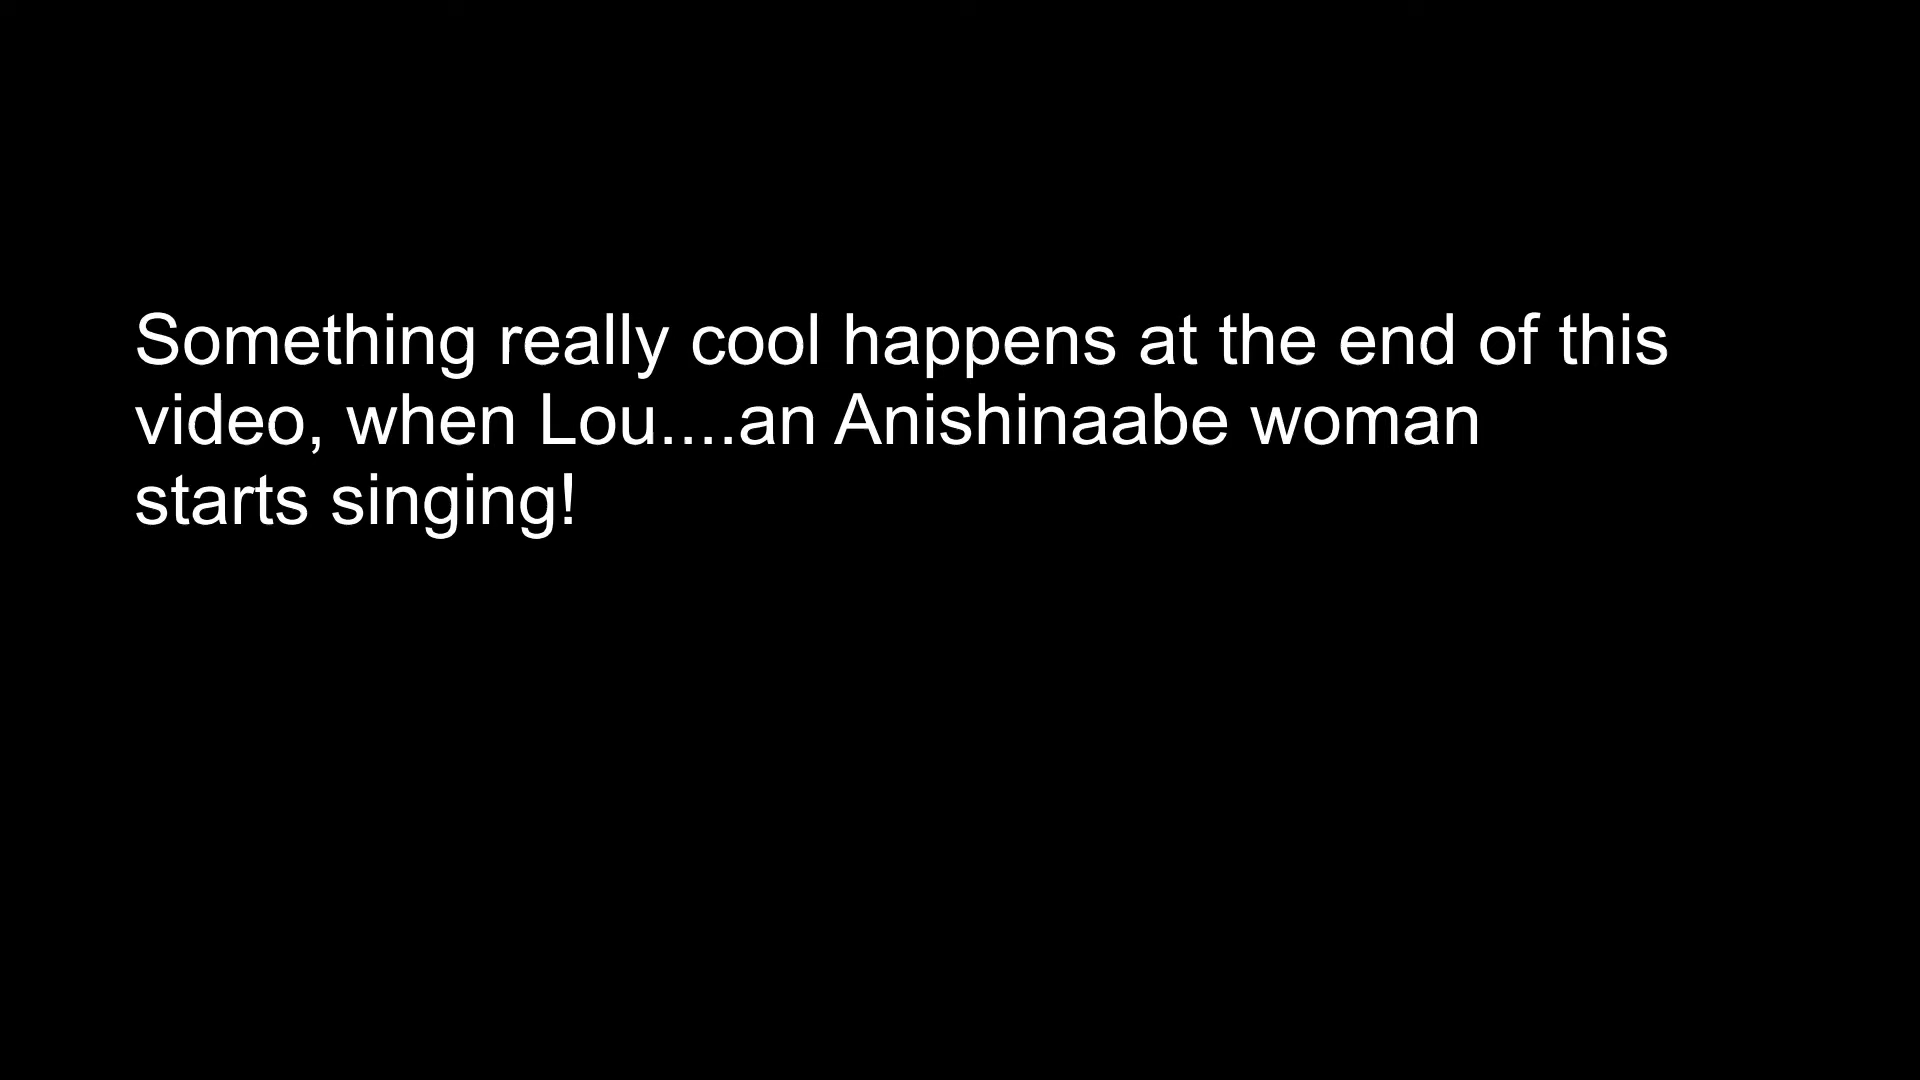 Something really cool happens at the end of this
video, when Lou....an Anishinaabe woman
starts singing!